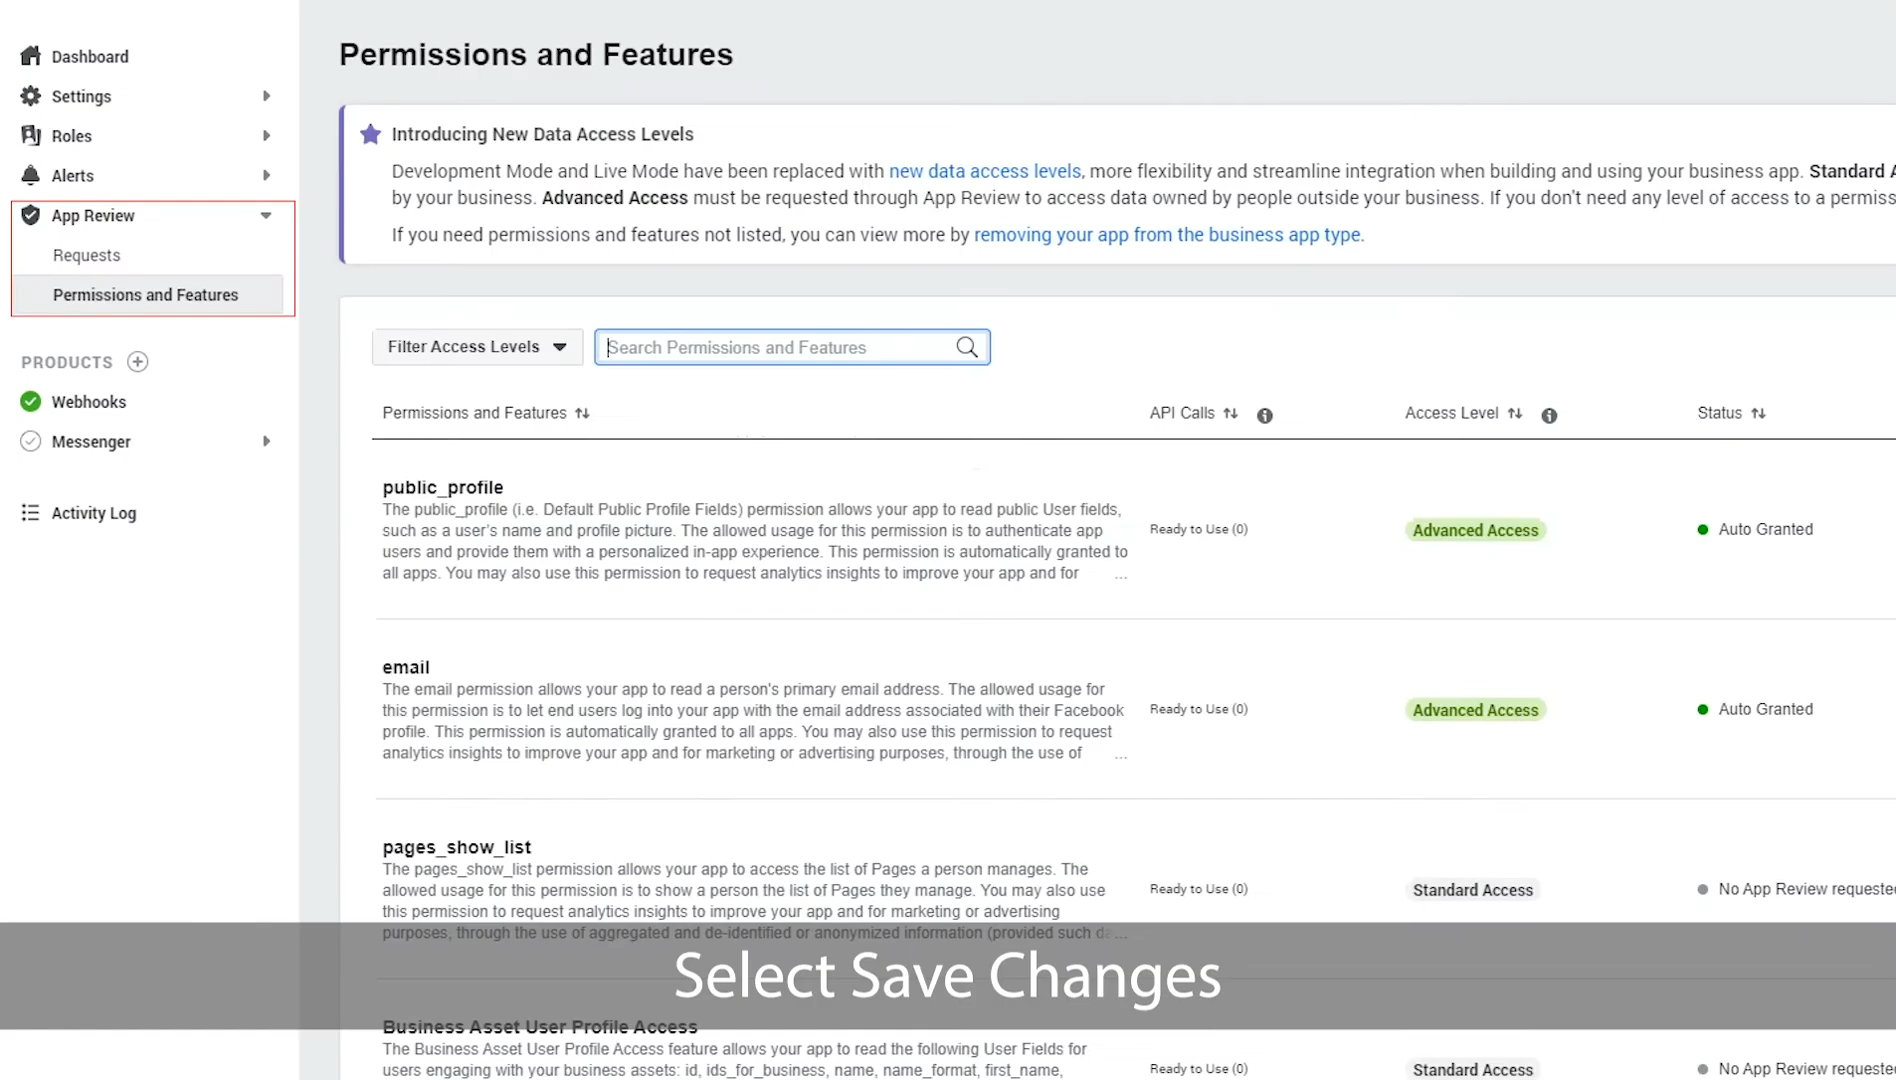 Dashboard
Settings
Roles
Alerts
App Review
Requests
Permissions and Features
PRODUCTS
Webhooks
Messenger
Activity Log
Permissions and Features
Introducing New Data Access Levels
Development Mode and Live Mode have been replaced with new data access levels, more flexibility and streamline integration when building and using your business app. Standard A
by your business. Advanced Access must be requested through App Review to access data owned by people outside your business. If you don't need any level of access to a permiss
If you need permissions and features not listed, you can view more by removing your app from the business app type.
Filter Access Levels
Search Permissions and Features
Permissions and Features API Calls Access Level Status
public_profile
The public_profile (i.e. Default Public Profile Fields) permission allows your app to read public User fields,
such as a user's name and profile picture. The allowed usage for this permission is to authenticate app
users and provide them with a personalized in-app experience. This permission is automatically granted to
all apps. You may also use this permission to request analytics insights to improve your app and for ...
Ready to Use (0) Advanced Access Auto Granted
email
The email permission allows your app to read a person's primary email address. The allowed usage for
this permission is to let end users log into your app with the email address associated with their Facebook
profile. This permission is automatically granted to all apps. You may also use this permission to request
analytics insights to improve your app and for marketing or advertising purposes, through the use of ...
Ready to Use (0) Advanced Access Auto Granted
pages_show_list
The pages_show_list permission allows your app to access the list of Pages a person manages. The
allowed usage for this permission is to show a person the list of Pages they manage. You may also use
this permission to request analytics insights to improve your app and for marketing or advertising
purposes, through the use of aggregated and de-identified or anonymized information (provided such da...
Ready to Use (0) Standard Access No App Review requested
Select Save Changes
Business Asset User Profile Access
The Business Asset User Profile Access feature allows your app to read the following User Fields for
users engaging with your business assets: id, ids_for_business, name, name_format, first_name,
Ready to Use (0) Standard Access No App Review requested